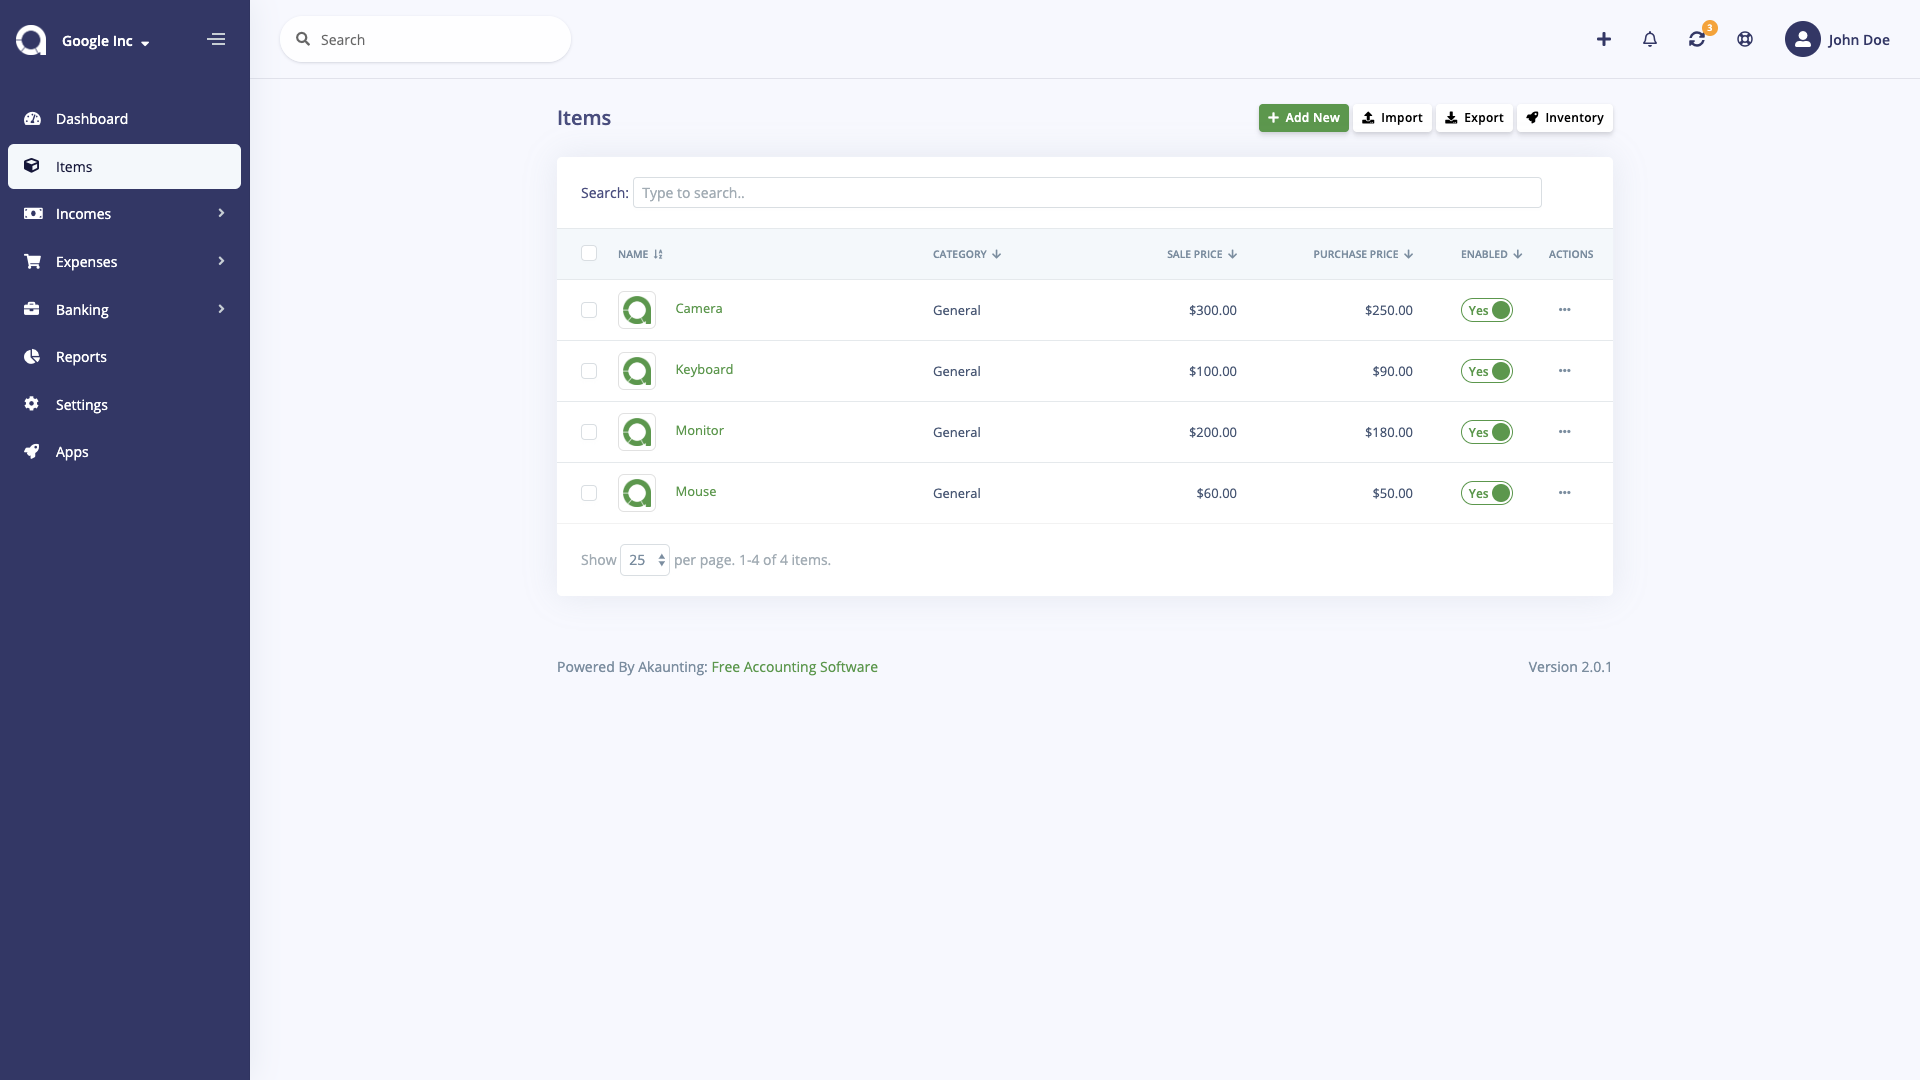 Google Inc
Search
3
John Doe
Dashboard
Items
Incomes
Expenses
Banking
Reports
Settings
Apps
Items
Add New
Import
Export
Inventory
Search: Type to search..
NAME CATEGORY SALE PRICE PURCHASE PRICE ENABLED ACTIONS
Camera General $300.00 $250.00 Yes
Keyboard General $100.00 $90.00 Yes
Monitor General $200.00 $180.00 Yes
Mouse General $60.00 $50.00 Yes
Show 25 per page. 1-4 of 4 items.
Powered By Akaunting: Free Accounting Software
Version 2.0.1